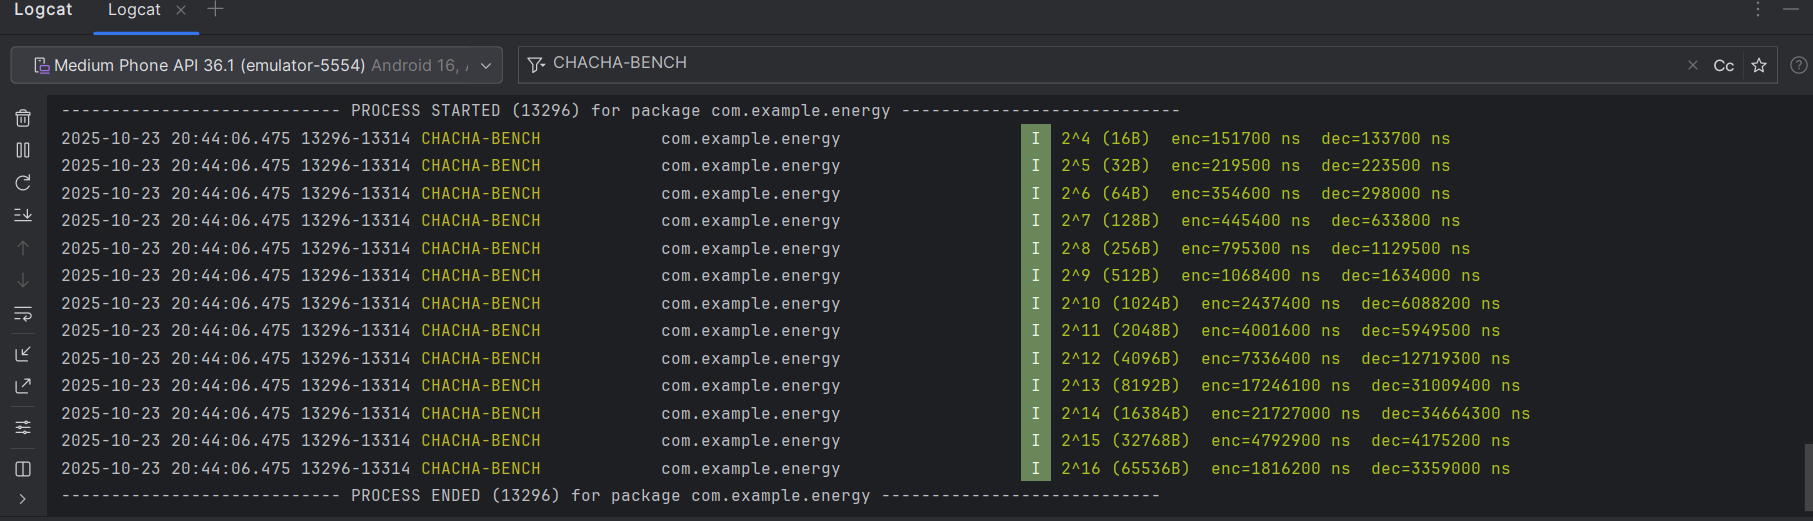 Logcat Logcat
Medium Phone API 36.1 (emulator-5554) Android 16, CHACHA-BENCH Cc
---------------------------- PROCESS STARTED (13296) for package com.example.energy ----------------------------
2025-10-23 20:44:06.475 13296-13314 CHACHA-BENCH com.example.energy I 2^4 (16B) enc=151700 ns dec=133700 ns
2025-10-23 20:44:06.475 13296-13314 CHACHA-BENCH com.example.energy I 2^5 (32B) enc=219500 ns dec=223500 ns
2025-10-23 20:44:06.475 13296-13314 CHACHA-BENCH com.example.energy I 2^6 (64B) enc=354600 ns dec=298000 ns
2025-10-23 20:44:06.475 13296-13314 CHACHA-BENCH com.example.energy I 2^7 (128B) enc=445400 ns dec=633800 ns
2025-10-23 20:44:06.475 13296-13314 CHACHA-BENCH com.example.energy I 2^8 (256B) enc=795300 ns dec=1129500 ns
2025-10-23 20:44:06.475 13296-13314 CHACHA-BENCH com.example.energy I 2^9 (512B) enc=1068400 ns dec=1634000 ns
2025-10-23 20:44:06.475 13296-13314 CHACHA-BENCH com.example.energy I 2^10 (1024B) enc=2437400 ns dec=6088200 ns
2025-10-23 20:44:06.475 13296-13314 CHACHA-BENCH com.example.energy I 2^11 (2048B) enc=4001600 ns dec=5949500 ns
2025-10-23 20:44:06.475 13296-13314 CHACHA-BENCH com.example.energy I 2^12 (4096B) enc=7336400 ns dec=12719300 ns
2025-10-23 20:44:06.475 13296-13314 CHACHA-BENCH com.example.energy I 2^13 (8192B) enc=17246100 ns dec=31009400 ns
2025-10-23 20:44:06.475 13296-13314 CHACHA-BENCH com.example.energy I 2^14 (16384B) enc=21727000 ns dec=34664300 ns
2025-10-23 20:44:06.475 13296-13314 CHACHA-BENCH com.example.energy I 2^15 (32768B) enc=4792900 ns dec=4175200 ns
2025-10-23 20:44:06.475 13296-13314 CHACHA-BENCH com.example.energy I 2^16 (65536B) enc=1816200 ns dec=3359000 ns
---------------------------- PROCESS ENDED (13296) for package com.example.energy ----------------------------